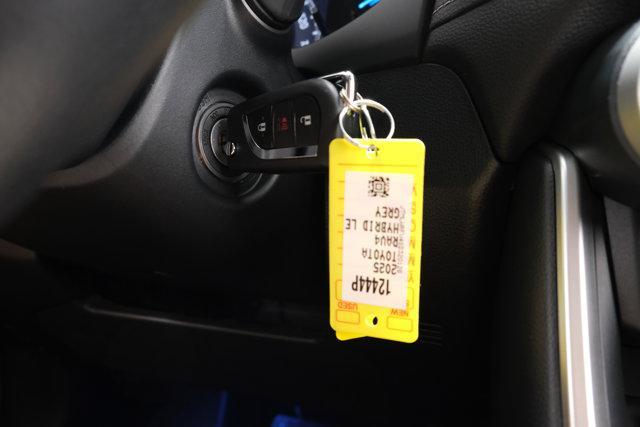 NEW USED
12444P
2025
TOYOTA
RAV4
HYBRID LE
GREY